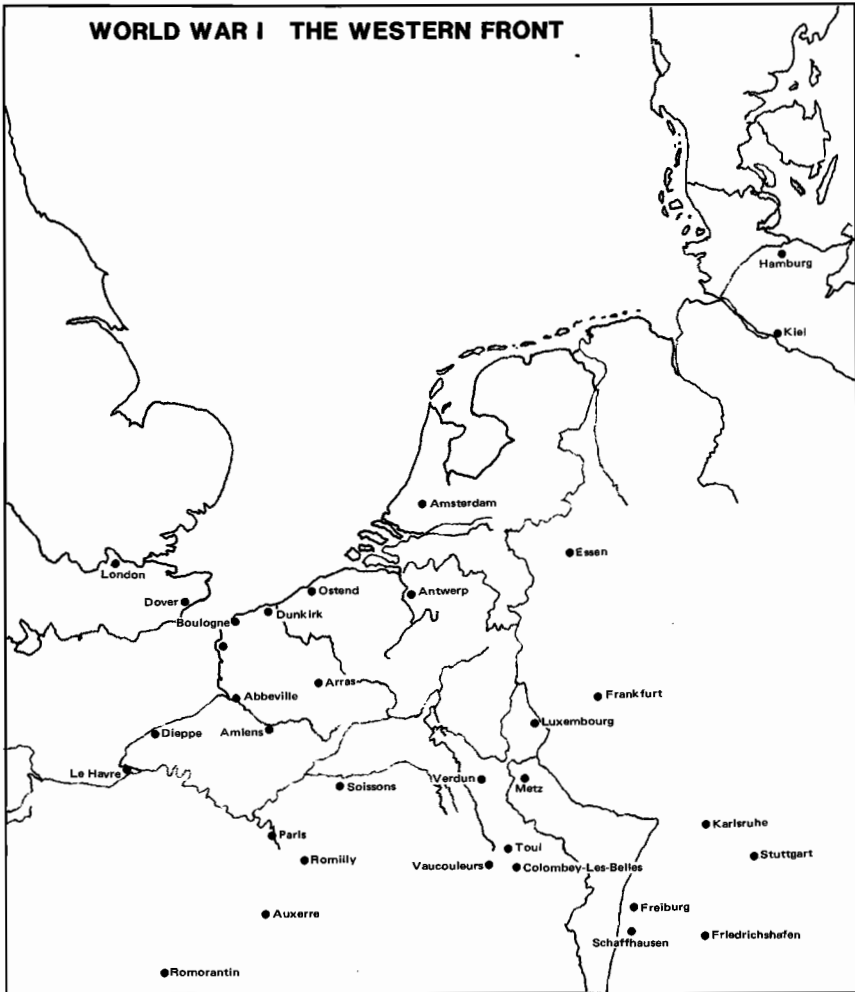 WORLD WAR I THE WESTERN FRONT
Hamburg
Kiel
Amsterdam
Essen
London
Ostend
Antwerp
Dover
Dunkirk
Boulogne
Arras
Frankfurt
Abbeville
Luxembourg
Dieppe
Amiens
Le Havre
Verdun
Metz
Soissons
Karlsruhe
Paris
Toul
Stuttgart
Romilly
Vaucouleurs
Colombey-Les-Belles
Freiburg
Auxerre
Schaffhausen
Friedrichshafen
Romorantin